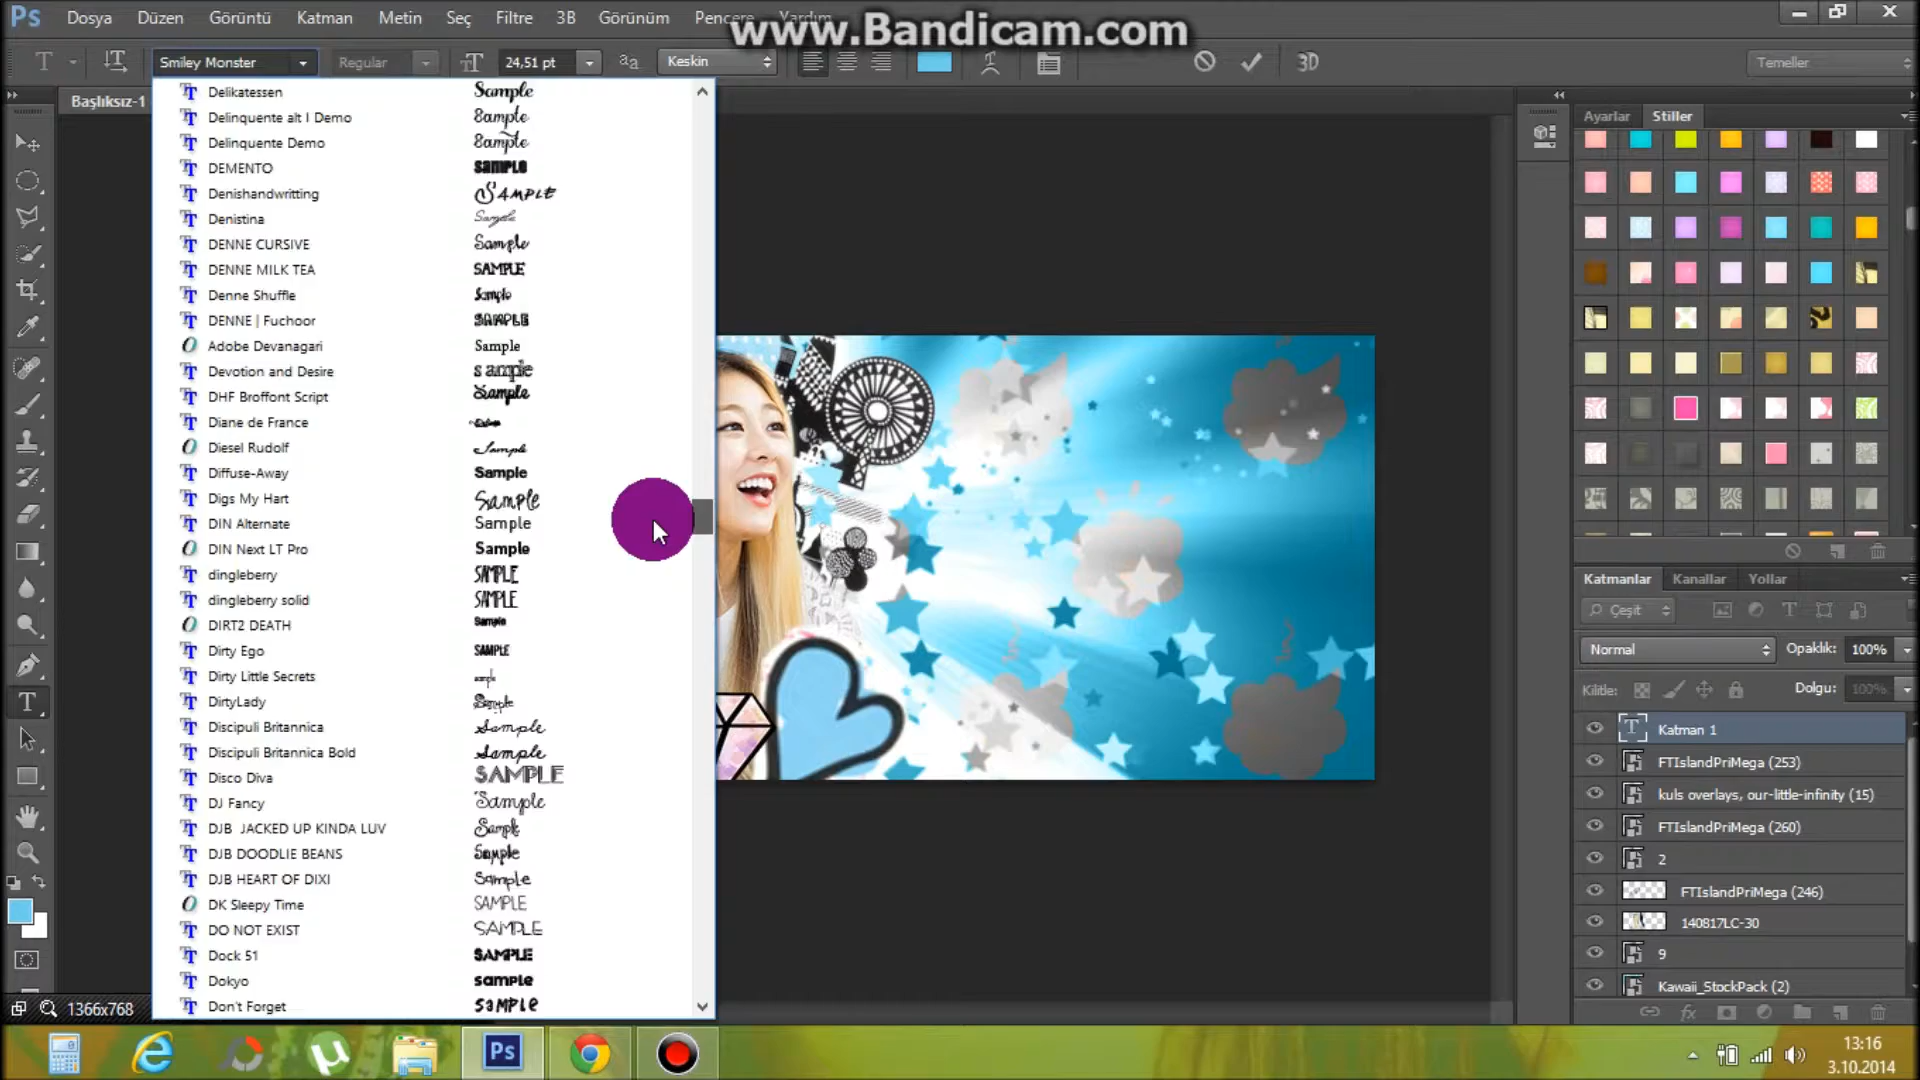 Ps Dosya Düzen Görüntü Katman Metin Seç Filtre 3B Görünüm Pencere Yardım
www.Bandicam.com
T Smiley Monster Regular 24,51 pt Keskin 3D Temeller
Başlıksız-1
Delikatessen Sample
Delinquente alt I Demo Sample
Delinquente Demo Sample
DEMENTO SAMPLE
Denishandwritting SAMPLE
Denistina Sample
DENNE CURSIVE Sample
DENNE MILK TEA SAMPLE
Denne Shuffle Sample
DENNE | Fuchoor SAMPLE
Adobe Devanagari Sample
Devotion and Desire sample
DHF Broffont Script Sample
Diane de France
Diesel Rudolf Sample
Diffuse-Away Sample
Digs My Hart Sample
DIN Alternate Sample
DIN Next LT Pro Sample
dingleberry SAMPLE
dingleberry solid SAMPLE
DIRT2 DEATH Sample
Dirty Ego SAMPLE
Dirty Little Secrets sample
DirtyLady Sample
Discipuli Britannica Sample
Discipuli Britannica Bold Sample
Disco Diva SAMPLE
DJ Fancy Sample
DJB JACKED UP KINDA LUV Sample
DJB DOODLIE BEANS Sample
DJB HEART OF DIXI Sample
DK Sleepy Time SAMPLE
DO NOT EXIST SAMPLE
Dock 51 SAMPLE
Dokyo sample
Don't Forget SAMPLE
Ayarlar Stiller
Katmanlar Kanallar Yollar
Çeşit
Normal Opaklık: 100%
Kilitle: Dolgu: 100%
Katman 1
FTIslandPriMega (253)
kuls overlays, our-little-infinity (15)
FTIslandPriMega (260)
2
FTIslandPriMega (246)
140817LC-30
9
Kawaii_StockPack (2)
1366x768
Ps
13:16
3.10.2014